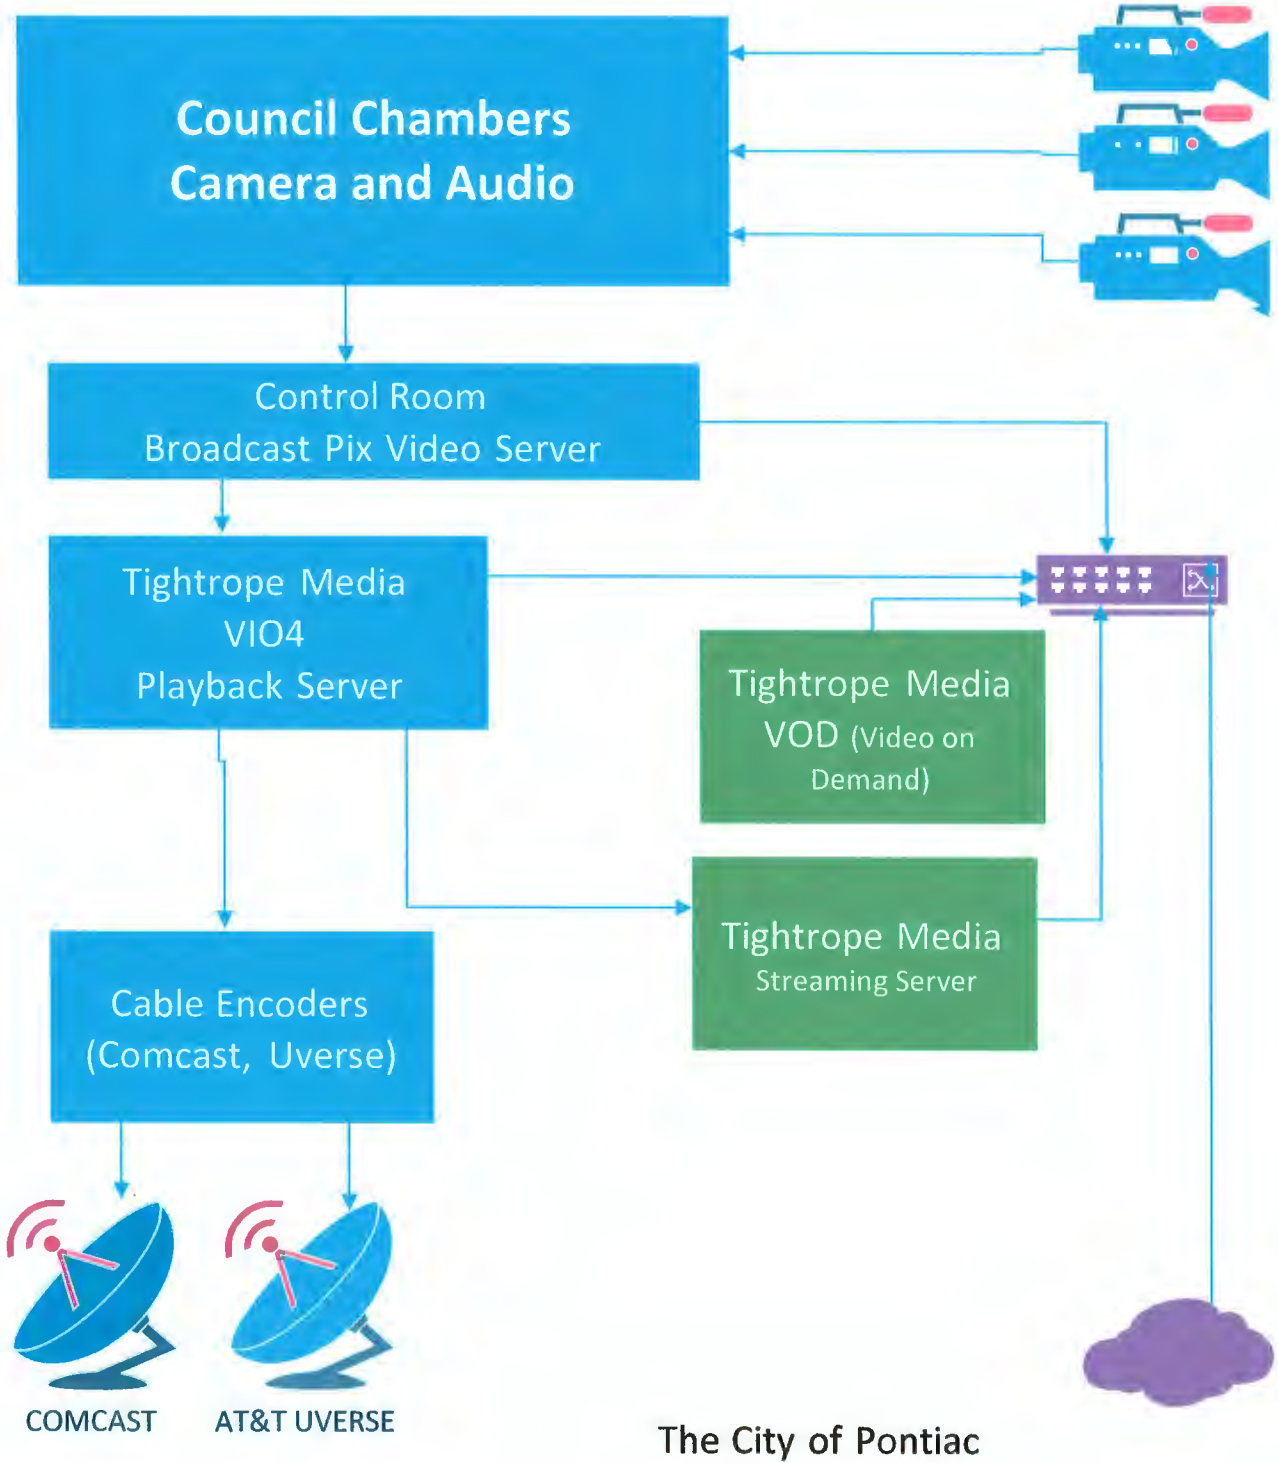 Council Chambers
Camera and Audio
Control Room
Broadcast Pix Video Server
Tightrope Media
VIO4
Playback Server
Tightrope Media
VOD (Video on
Demand)
Tightrope Media
Streaming Server
Cable Encoders
(Comcast, Uverse)
COMCAST
AT&T UVERSE
The City of Pontiac